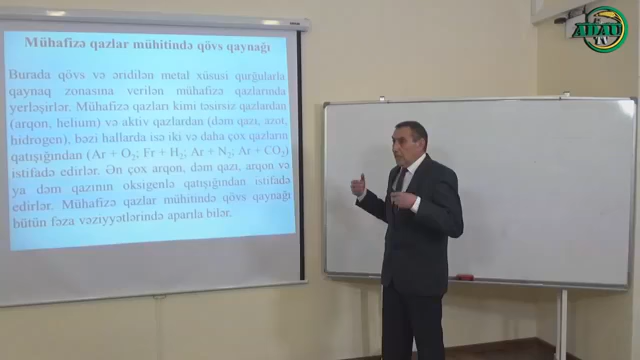 Mühafizə qazlar mühitində qövs qaynağı
Burada qövs və əridilən metal xüsusi qurğularla
qaynaq zonasına verilən mühafizə qazlarında
yerləşirlər. Mühafizə qazları kimi təsirsiz qazlardan
(arqon, helium) və aktiv qazlardan (dəm qazı, azot,
hidrogen), bəzi hallarda isə iki və daha çox qazların
qatışığından (Ar + O₂; Fr + H₂; Ar + N₂; Ar + CO₂)
istifadə edirlər. Ən çox arqon, dəm qazı, arqon və
ya dəm qazının oksigenlə qatışığından istifadə
edirlər. Mühafizə qazlar mühitində qövs qaynağı
bütün fəza vəziyyətlərində aparıla bilər.
ADAU
TV